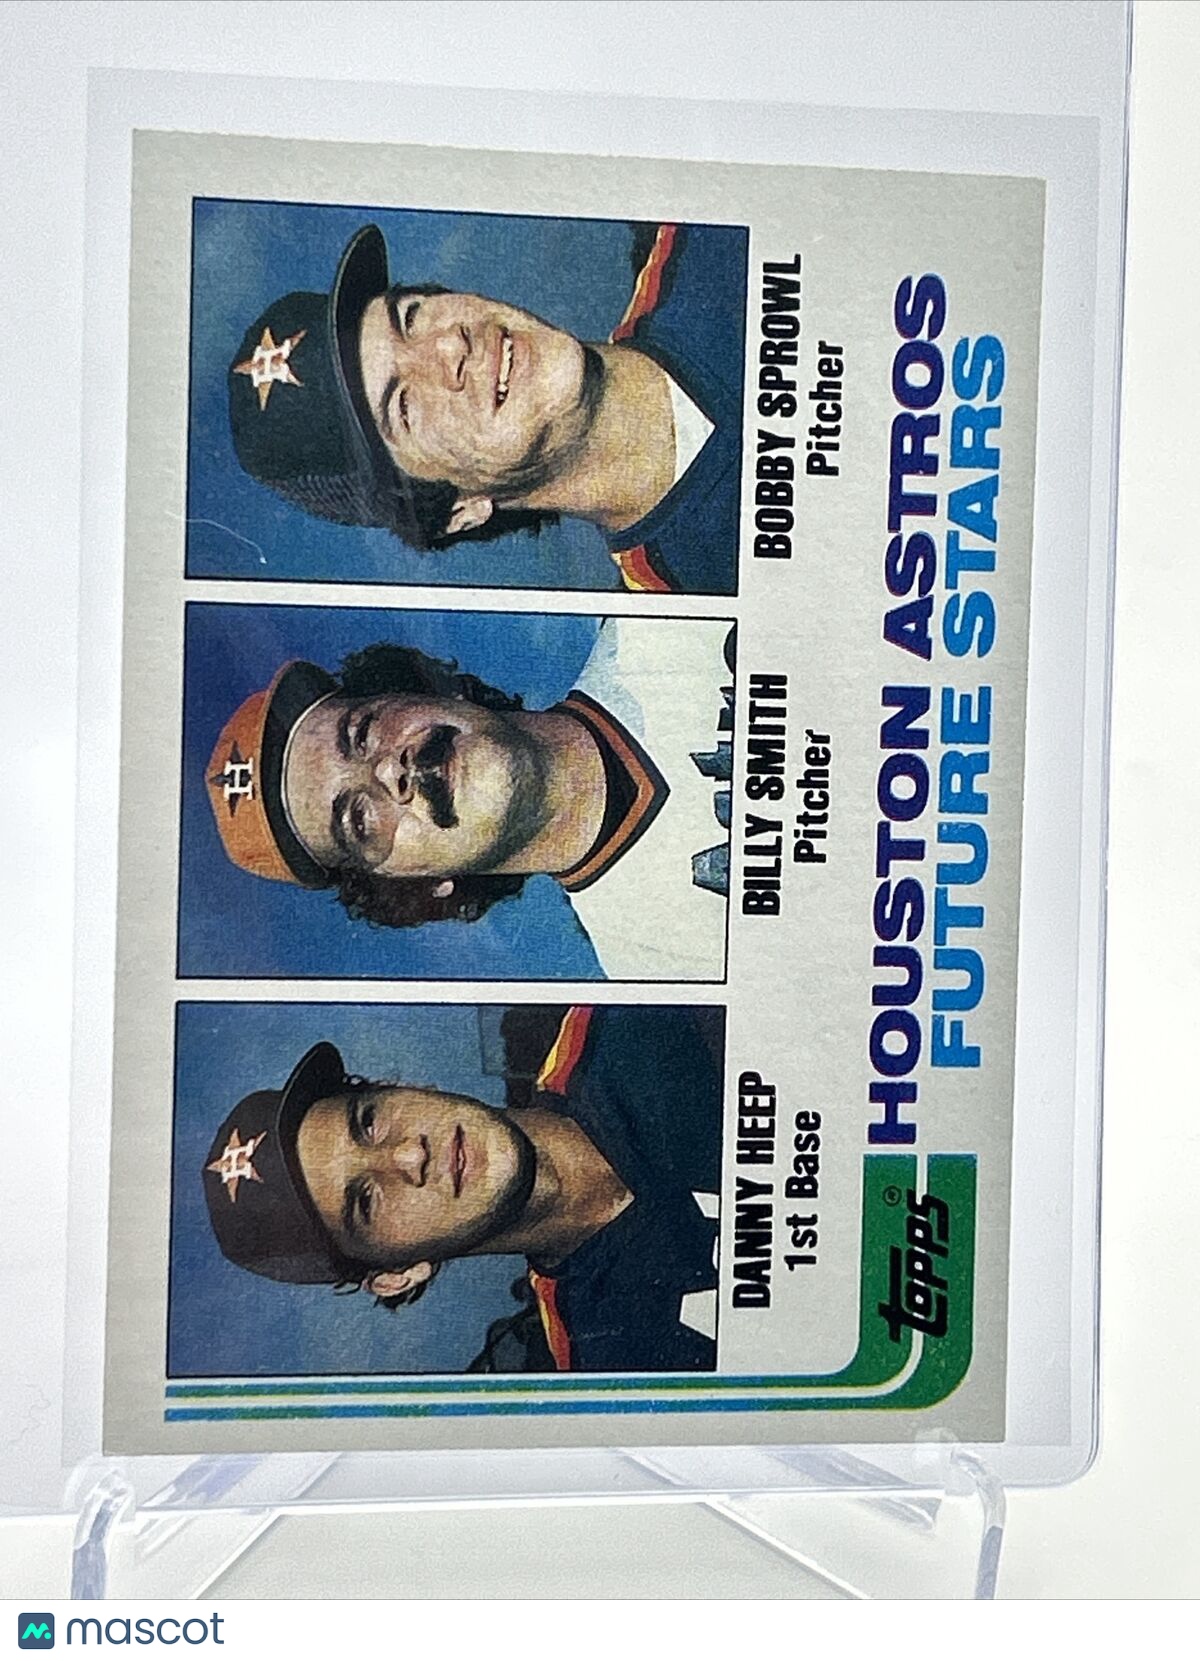 H
H
H
DANNY HEEP
1st Base
BILLY SMITH
Pitcher
BOBBY SPROWL
Pitcher
HOUSTON ASTROS
FUTURE STARS
TOPPS®
mascot